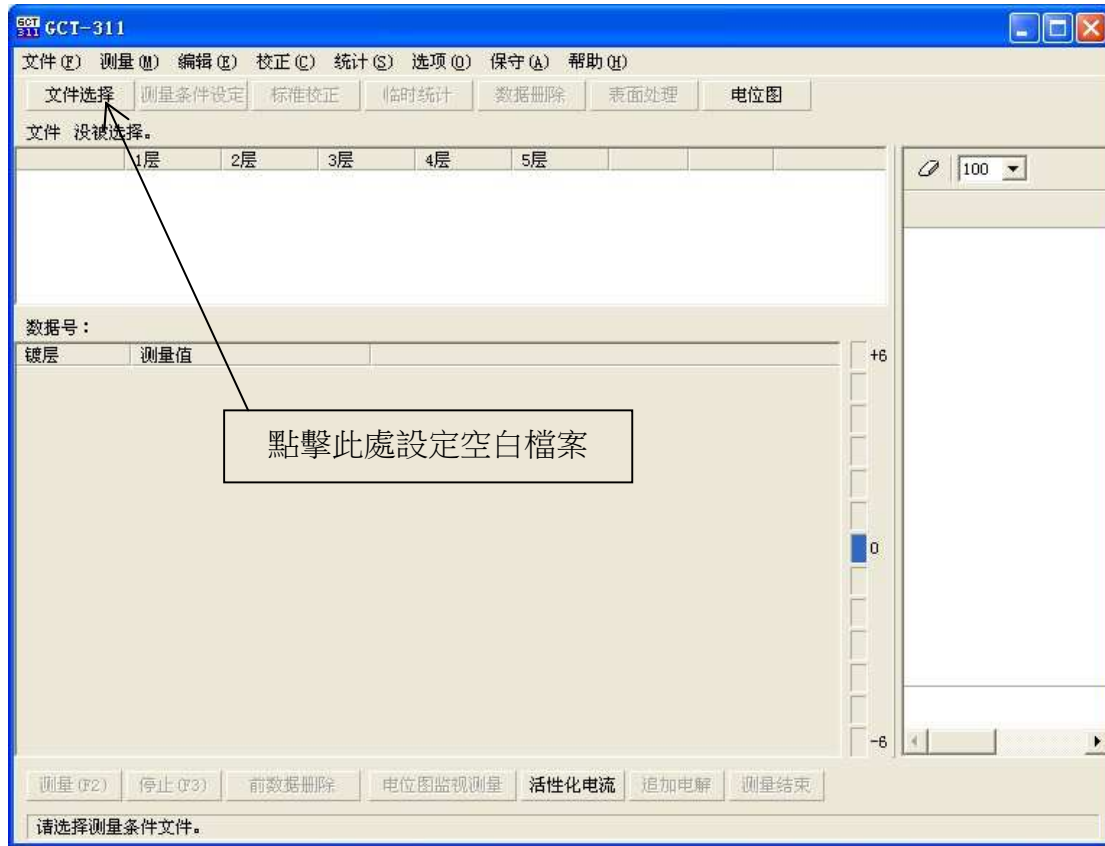 GCT 311 GCT-311
文件(F) 测量(M) 编辑(E) 校正(C) 统计(S) 选项(O) 保守(A) 帮助(H)
文件选择 测量条件设定 标准校正 临时统计 数据册除 表面处理 电位图
文件 没被选择。
1层 2层 3层 4层 5层
100
数据号：
镀层 测量值
+6
點擊此處設定空白檔案
0
-6
测量(F2) 停止(F3) 前数据册除 电位图监视测量 活性化电流 追加电解 测量结束
请选择测量条件文件。